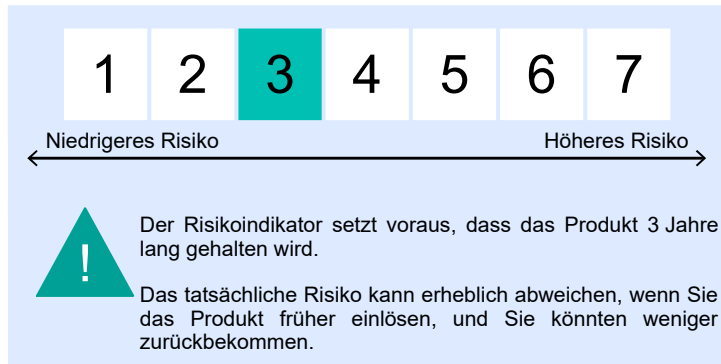 1 2 3 4 5 6 7
Niedrigeres Risiko Höheres Risiko
!
Der Risikoindikator setzt voraus, dass das Produkt 3 Jahre
lang gehalten wird.
Das tatsächliche Risiko kann erheblich abweichen, wenn Sie
das Produkt früher einlösen, und Sie könnten weniger
zurückbekommen.